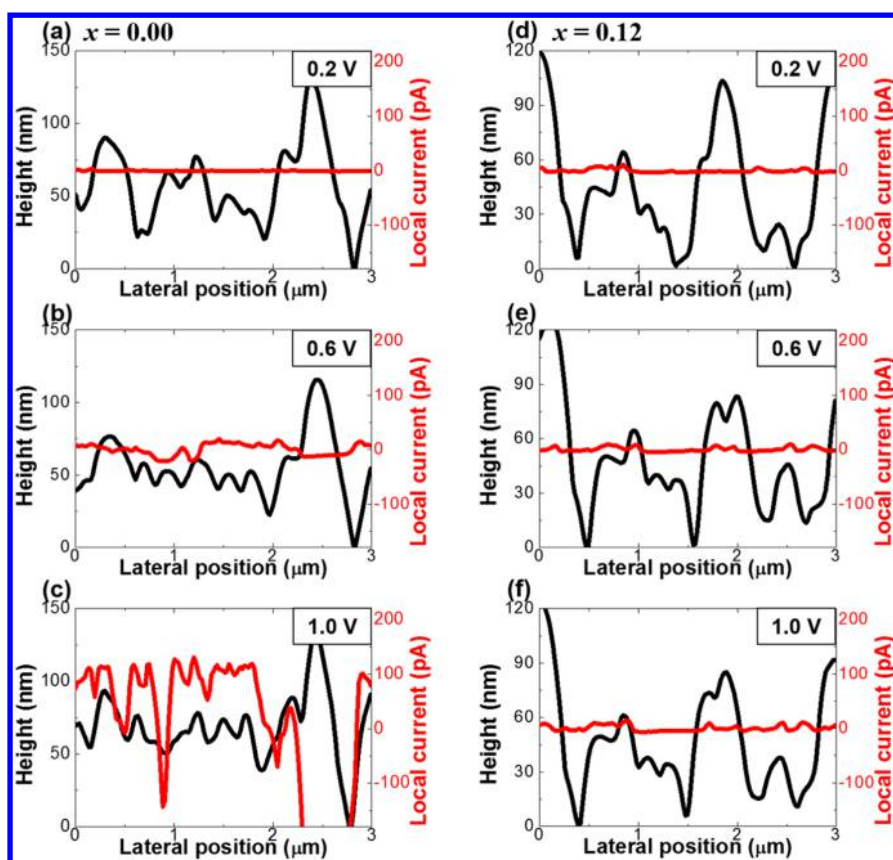 (a) x = 0.00
0.2 V
Height (nm)
150
100
50
0
Local current (pA)
200
100
0
-100
0 1 2 3
Lateral position (μm)
(d) x = 0.12
0.2 V
Height (nm)
120
90
60
30
0
Local current (pA)
200
100
0
-100
0 1 2 3
Lateral position (μm)
(b)
0.6 V
Height (nm)
150
100
50
0
Local current (pA)
200
100
0
-100
0 1 2 3
Lateral position (μm)
(e)
0.6 V
Height (nm)
120
90
60
30
0
Local current (pA)
200
100
0
-100
0 1 2 3
Lateral position (μm)
(c)
1.0 V
Height (nm)
150
100
50
0
Local current (pA)
200
100
0
-100
0 1 2 3
Lateral position (μm)
(f)
1.0 V
Height (nm)
120
90
60
30
0
Local current (pA)
200
100
0
-100
0 1 2 3
Lateral position (μm)